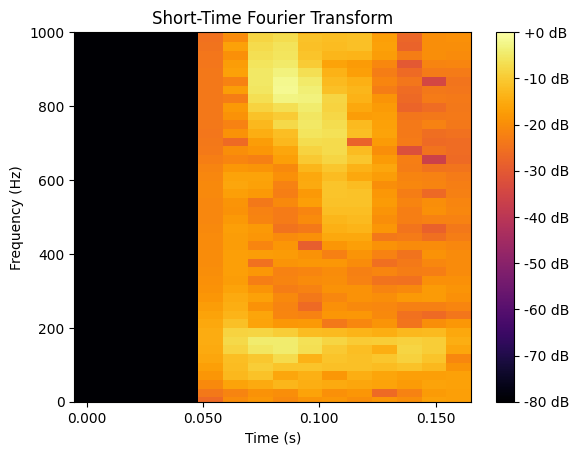 Short-Time Fourier Transform
Frequency (Hz)
1000
800
600
400
200
0
0.000
0.050
0.100
0.150
Time (s)
+0 dB
-10 dB
-20 dB
-30 dB
-40 dB
-50 dB
-60 dB
-70 dB
-80 dB